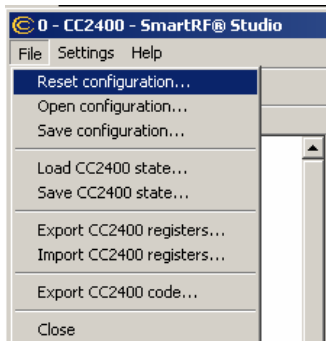 0 - CC2400 - SmartRF® Studio
File Settings Help
Reset configuration...
Open configuration...
Save configuration...
Load CC2400 state...
Save CC2400 state...
Export CC2400 registers...
Import CC2400 registers...
Export CC2400 code...
Close